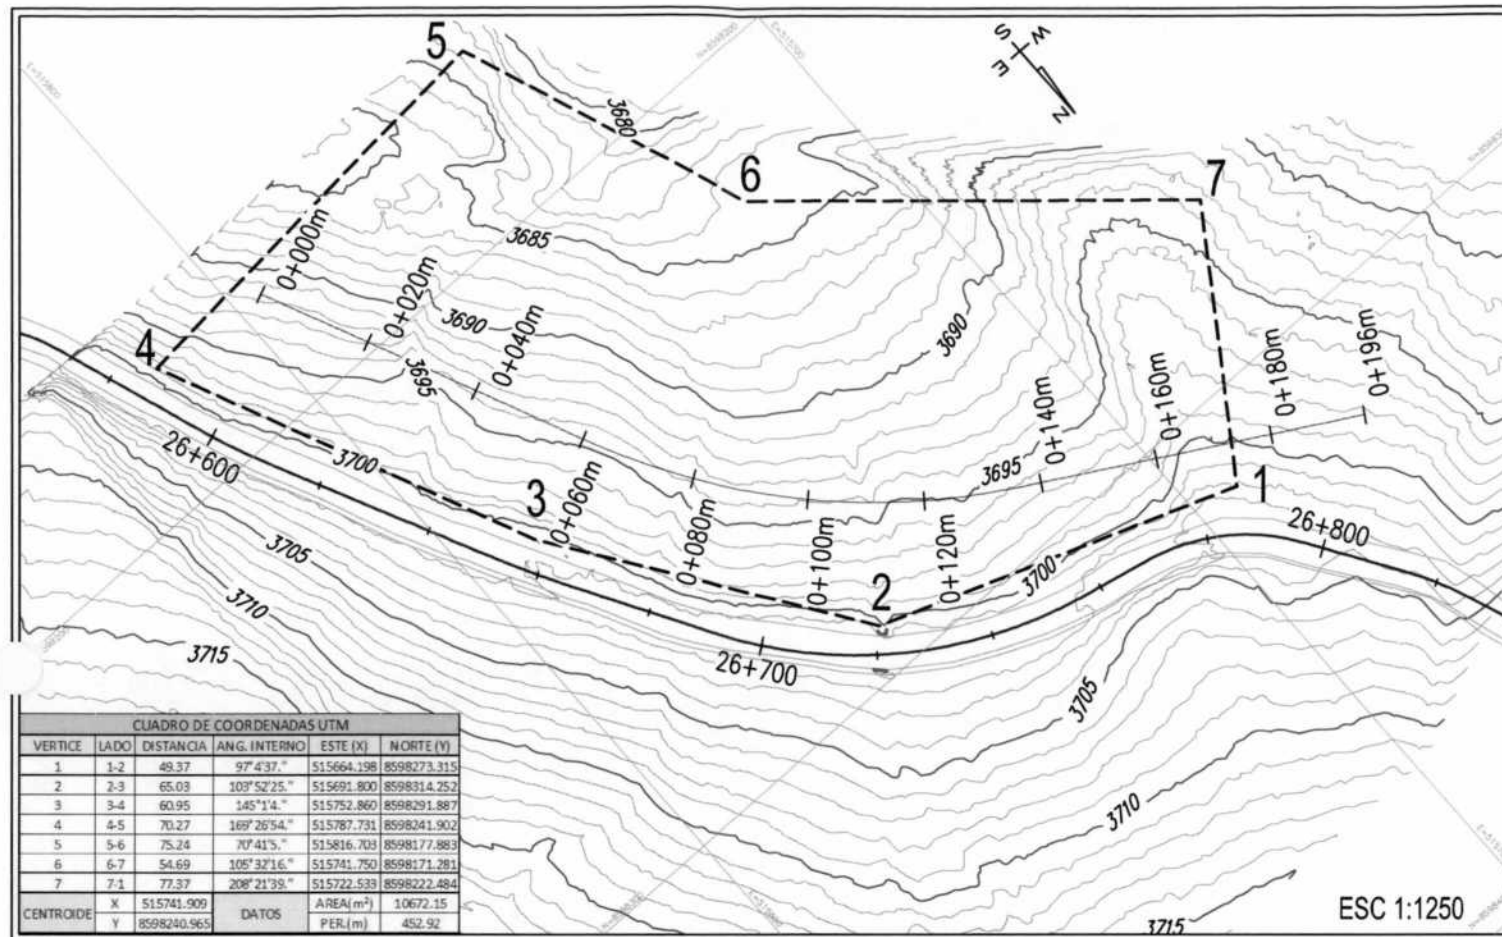 5
3680
6
7
S
W
E
N
N=8598200
E=515700
E=515800
0+000m
0+020m
0+040m
3685
3690
3695
4
3690
0+140m
0+160m
0+180m
0+196m
26+600
3700
3
0+060m
0+080m
0+100m
0+120m
2
3695
1
3700
26+800
26+700
3705
3710
3715
3705
3710
3715
CUADRO DE COORDENADAS UTM
VERTICE LADO DISTANCIA ANG. INTERNO ESTE (X) NORTE (Y)
1 1-2 49.37 97°4'37." 515664.198 8598273.315
2 2-3 65.03 103°52'25." 515691.800 8598314.252
3 3-4 60.95 145°1'4." 515752.860 8598291.887
4 4-5 70.27 169°26'54." 515787.731 8598241.902
5 5-6 75.24 70°41'5." 515816.703 8598177.883
6 6-7 54.69 105°32'16." 515741.750 8598171.281
7 7-1 77.37 208°21'39." 515722.533 8598222.484
CENTROIDE X 515741.909 DATOS AREA(m²) 10672.15
Y 8598240.965 PER.(m) 452.92
ESC 1:1250